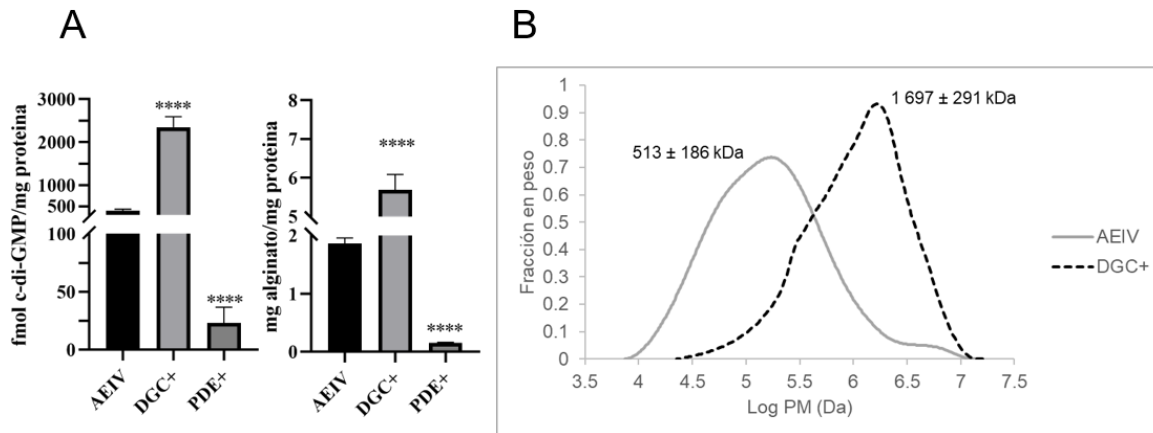 A
fmol c-di-GMP/mg proteina
3000
2500
2000
1500
1000
500
100
50
0
****
****
AEIV
DGC+
PDE+
mg alginato/mg proteina
8
7
6
5
2
1
0
****
****
AEIV
DGC+
PDE+
B
Fracción en peso
1
0.9
0.8
0.7
0.6
0.5
0.4
0.3
0.2
0.1
0
513 ± 186 kDa
1 697 ± 291 kDa
3.5 4 4.5 5 5.5 6 6.5 7 7.5
Log PM (Da)
AEIV
DGC+